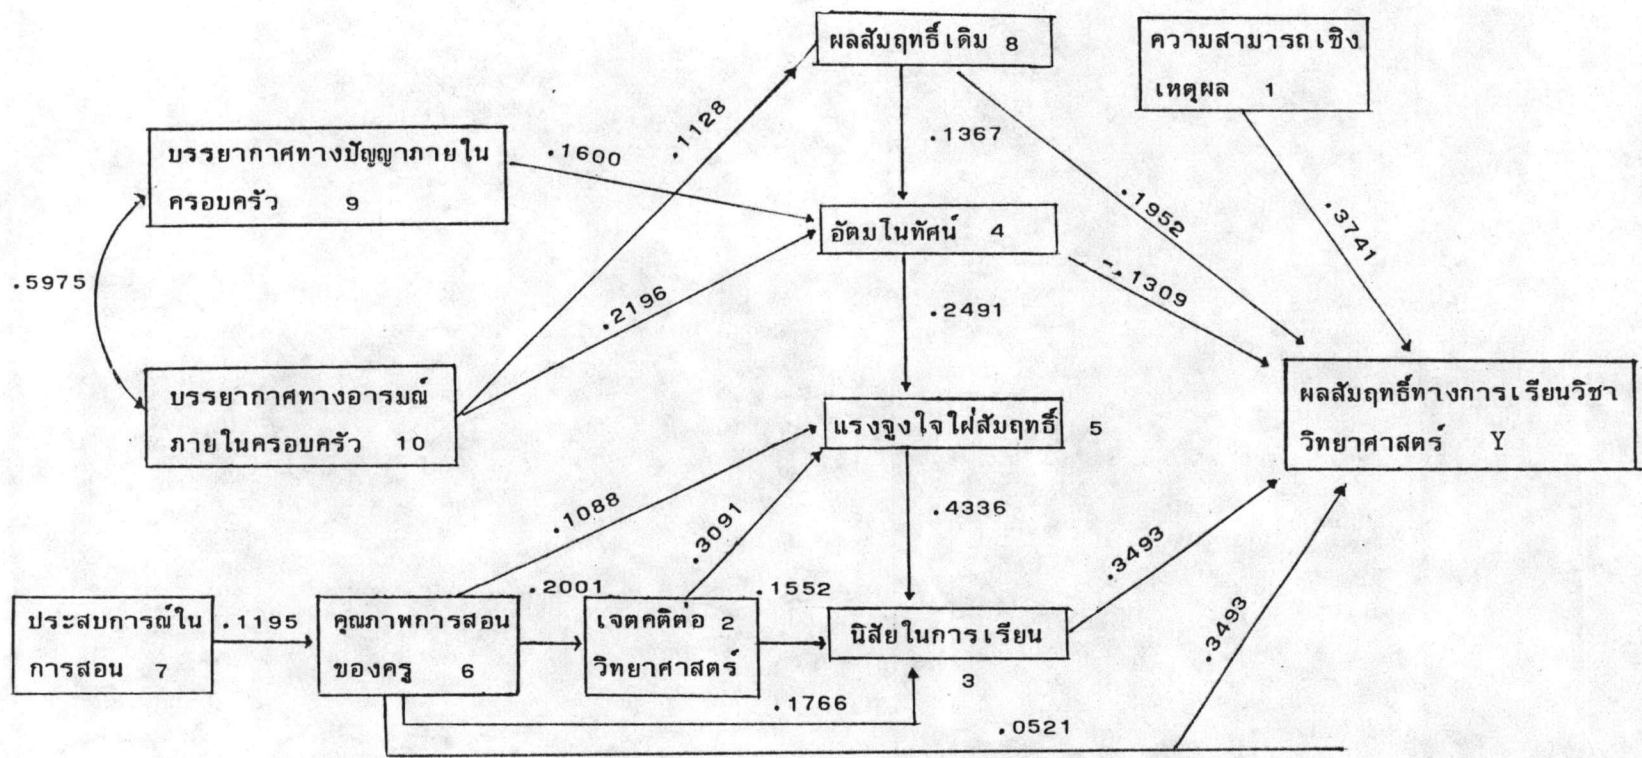 ผลสัมฤทธิ์เดิม 8
ความสามารถเชิง
เหตุผล 1
.1128
.1367
บรรยากาศทางปัญญาภายใน
ครอบครัว 9
.1600
.1952
.3741
อัตมโนทัศน์ 4
.5975
.2196
-.1309
.2491
บรรยากาศทางอารมณ์
ภายในครอบครัว 10
แรงจูงใจใฝ่สัมฤทธิ์ 5
ผลสัมฤทธิ์ทางการเรียนวิชา
วิทยาศาสตร์ Y
.1088
.3091
.4336
.3493
.3493
ประสบการณ์ใน
การสอน 7
.1195
คุณภาพการสอน
ของครู 6
.2001
เจตคติต่อ 2
วิทยาศาสตร์
.1552
นิสัยในการเรียน
3
.1766
.0521